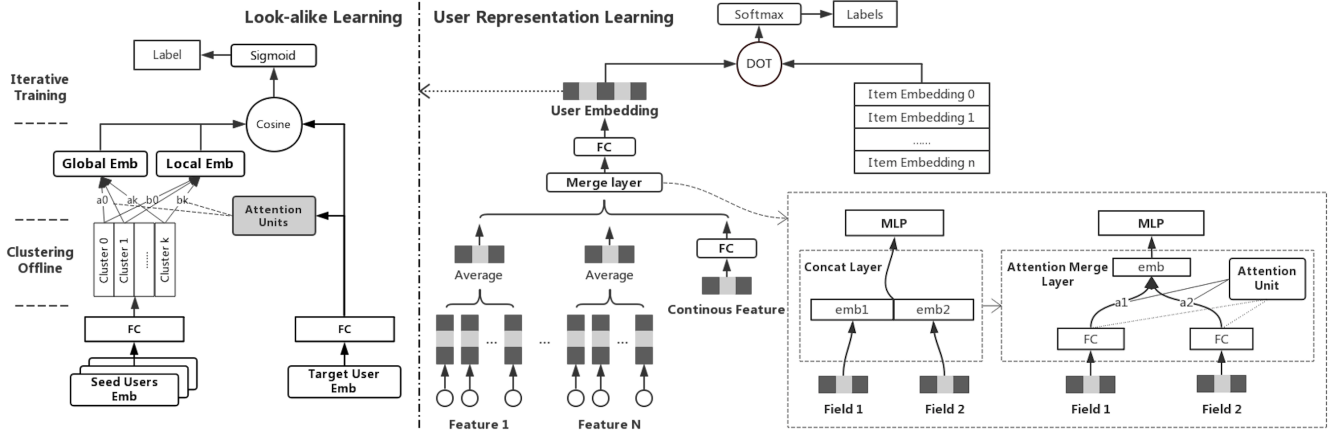 Look-alike Learning
User Representation Learning
Softmax
Labels
Label
Sigmoid
DOT
Iterative
Training
User Embedding
Item Embedding 0
Item Embedding 1
......
Item Embedding n
Cosine
FC
Global Emb
Local Emb
Merge layer
a0
ak
b0
bk
Attention
Units
Clustering
Offline
Cluster 0
Cluster 1
......
Cluster k
FC
FC
Seed Users
Emb
Target User
Emb
Average
Average
FC
Continous Feature
...
...
...
Feature 1
Feature N
MLP
Concat Layer
emb1
emb2
Field 1
Field 2
MLP
Attention Merge
Layer
emb
Attention
Unit
a1
a2
FC
FC
Field 1
Field 2